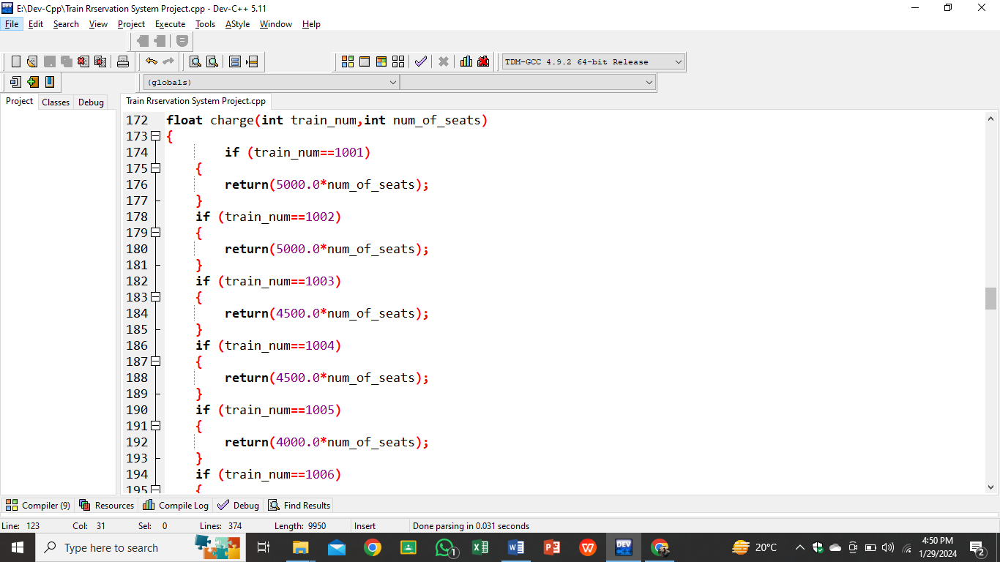 E:\Dev-Cpp\Train Rrservation System Project.cpp - Dev-C++ 5.11
File Edit Search View Project Execute Tools AStyle Window Help
TDM-GCC 4.9.2 64-bit Release
(globals)
Project Classes Debug
Train Rrservation System Project.cpp
172 float charge(int train_num,int num_of_seats)
173 {
174 if (train_num==1001)
175 {
176 return(5000.0*num_of_seats);
177 }
178 if (train_num==1002)
179 {
180 return(5000.0*num_of_seats);
181 }
182 if (train_num==1003)
183 {
184 return(4500.0*num_of_seats);
185 }
186 if (train_num==1004)
187 {
188 return(4500.0*num_of_seats);
189 }
190 if (train_num==1005)
191 {
192 return(4000.0*num_of_seats);
193 }
194 if (train_num==1006)
195 {
Compiler (9) Resources Compile Log Debug Find Results
Line: 123 Col: 31 Sel: 0 Lines: 374 Length: 9950 Insert Done parsing in 0.031 seconds
Type here to search
DEV
1
20°C
4:50 PM
1/29/2024
2